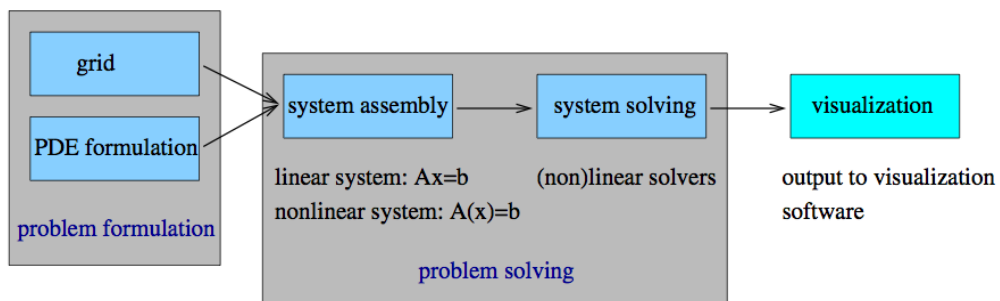 grid
PDE formulation
problem formulation
system assembly
linear system: Ax=b
nonlinear system: A(x)=b
system solving
(non)linear solvers
problem solving
visualization
output to visualization
software